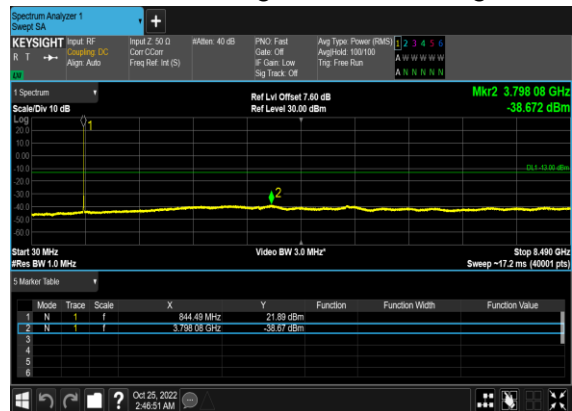 Spectrum Analyzer 1
Swept SA
KEYSIGHT Input: RF Input Z: 50 Ω #Atten: 40 dB PNO: Fast Avg Type: Power (RMS) 1 2 3 4 5 6
R T Coupling: DC Corr CCorr Gate: Off Avg|Hold: 100/100 A W W W W W
Align: Auto Freq Ref: Int (S) IF Gain: Low Trig: Free Run
LXI Sig Track: Off A N N N N N
1 Spectrum Ref Lvl Offset 7.60 dB Mkr2 3.798 08 GHz
Scale/Div 10 dB Ref Level 30.00 dBm -38.672 dBm
Log
20.0
10.0
0.00
-10.0
-20.0
-30.0
-40.0
-50.0
-60.0
1
DL1 -13.00 dBm
2
Start 30 MHz Video BW 3.0 MHz* Stop 8.490 GHz
#Res BW 1.0 MHz Sweep ~17.2 ms (40001 pts)
5 Marker Table
Mode Trace Scale X Y Function Function Width Function Value
1 N 1 f 844.49 MHz 21.89 dBm
2 N 1 f 3.798 08 GHz -38.67 dBm
3
4
5
6
? Oct 25, 2022
2:46:51 AM